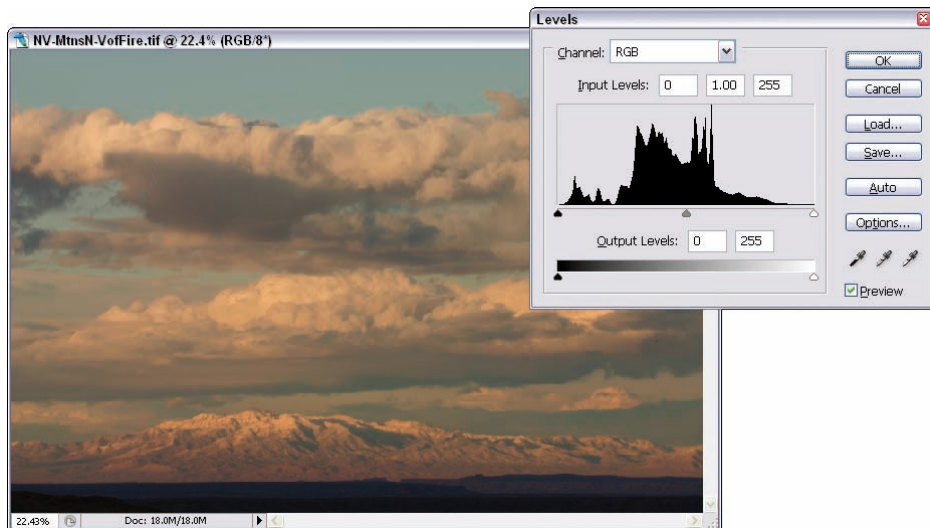 NV-MtnsN-VofFire.tif @ 22.4% (RGB/8*)
22.43%
Doc: 18.0M/18.0M
Levels
Channel: RGB
Input Levels: 0 1.00 255
Output Levels: 0 255
OK
Cancel
Load...
Save...
Auto
Options...
Preview